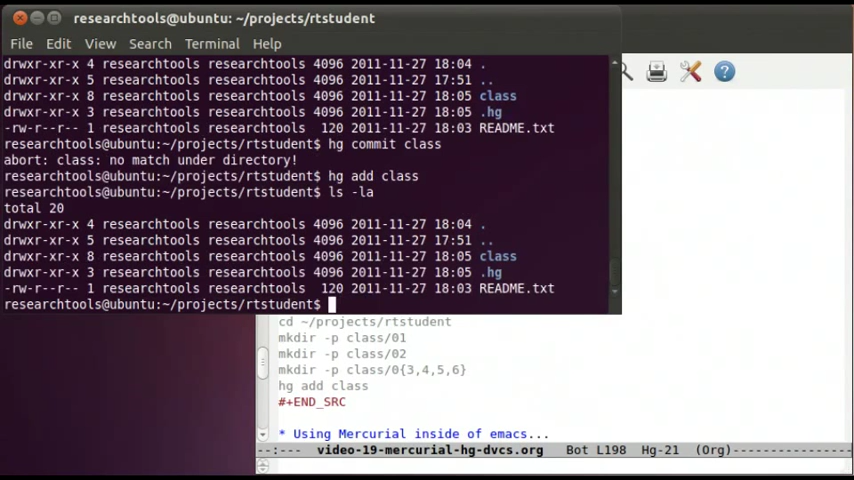 researchtools@ubuntu: ~/projects/rtstudent
File Edit View Search Terminal Help
drwxr-xr-x 4 researchtools researchtools 4096 2011-11-27 18:04 .
drwxr-xr-x 5 researchtools researchtools 4096 2011-11-27 17:51 ..
drwxr-xr-x 8 researchtools researchtools 4096 2011-11-27 18:05 class
drwxr-xr-x 3 researchtools researchtools 4096 2011-11-27 18:05 .hg
-rw-r--r-- 1 researchtools researchtools  120 2011-11-27 18:03 README.txt
researchtools@ubuntu:~/projects/rtstudent$ hg commit class
abort: class: no match under directory!
researchtools@ubuntu:~/projects/rtstudent$ hg add class
researchtools@ubuntu:~/projects/rtstudent$ ls -la
total 20
drwxr-xr-x 4 researchtools researchtools 4096 2011-11-27 18:04 .
drwxr-xr-x 5 researchtools researchtools 4096 2011-11-27 17:51 ..
drwxr-xr-x 8 researchtools researchtools 4096 2011-11-27 18:05 class
drwxr-xr-x 3 researchtools researchtools 4096 2011-11-27 18:05 .hg
-rw-r--r-- 1 researchtools researchtools  120 2011-11-27 18:03 README.txt
researchtools@ubuntu:~/projects/rtstudent$
cd ~/projects/rtstudent
mkdir -p class/01
mkdir -p class/02
mkdir -p class/0{3,4,5,6}
hg add class
#+END_SRC
* Using Mercurial inside of emacs...
--:--- video-19-mercurial-hg-dvcs.org Bot L198 Hg-21 (Org)---------------